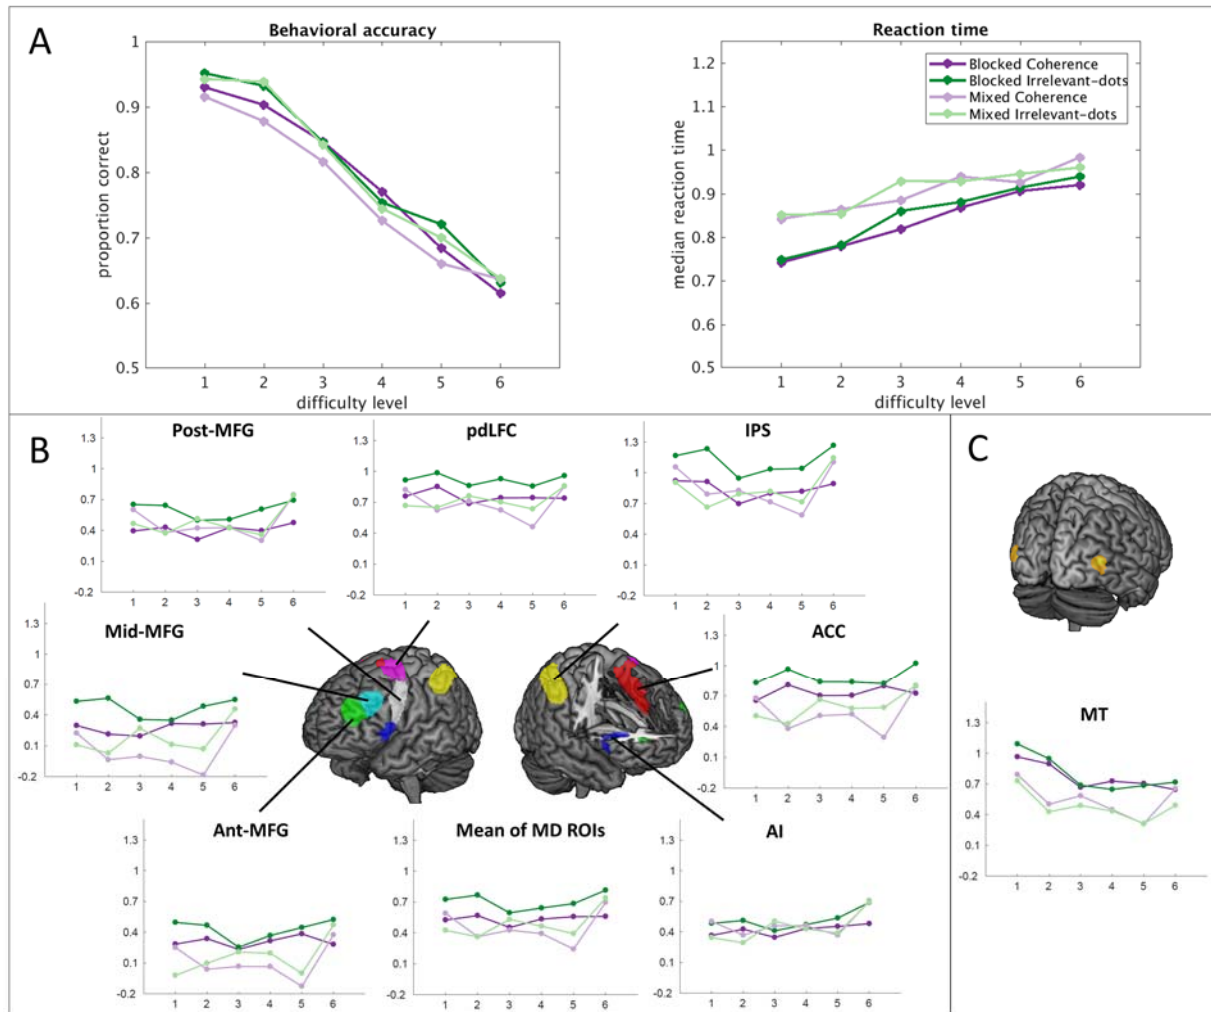 A
Behavioral accuracy
1
0.9
0.8
0.7
0.6
0.5
proportion correct
1 2 3 4 5 6
difficulty level
Reaction time
1.2
1.1
1
0.9
0.8
0.7
0.6
0.5
median reaction time
Blocked Coherence
Blocked Irrelevant-dots
Mixed Coherence
Mixed Irrelevant-dots
1 2 3 4 5 6
difficulty level
B
Post-MFG
1.3
1
0.7
0.4
0.1
-0.2
1 2 3 4 5 6
pdLFC
1.3
1
0.7
0.4
0.1
-0.2
1 2 3 4 5 6
IPS
1.3
1
0.7
0.4
0.1
-0.2
1 2 3 4 5 6
Mid-MFG
1.3
1
0.7
0.4
0.1
-0.2
1 2 3 4 5 6
ACC
1.3
1
0.7
0.4
0.1
-0.2
1 2 3 4 5 6
Ant-MFG
1.3
1
0.7
0.4
0.1
-0.2
1 2 3 4 5 6
Mean of MD ROIs
1.3
1
0.7
0.4
0.1
-0.2
1 2 3 4 5 6
AI
1.3
1
0.7
0.4
0.1
-0.2
1 2 3 4 5 6
C
MT
1.3
1
0.7
0.4
0.1
-0.2
1 2 3 4 5 6